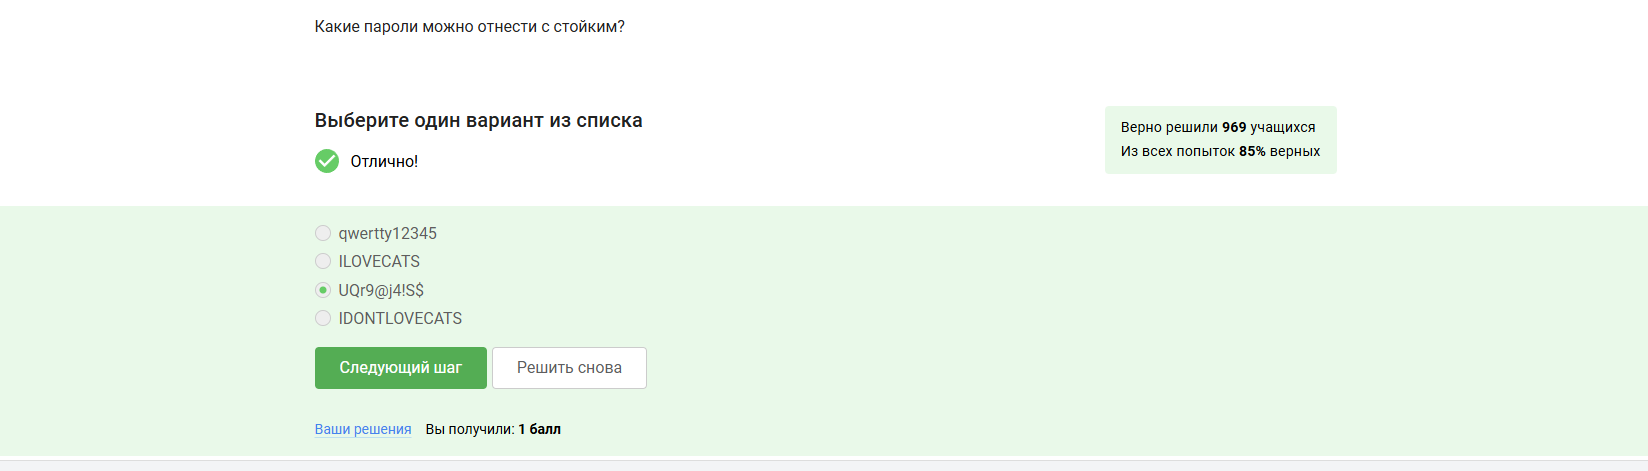 Какие пароли можно отнести с стойким?
Выберите один вариант из списка
Отлично!
Верно решили 969 учащихся
Из всех попыток 85% верных
qwertty12345
ILOVECATS
UQr9@j4!S$
IDONTLOVECATS
Следующий шаг Решить снова
Ваши решения Вы получили: 1 балл